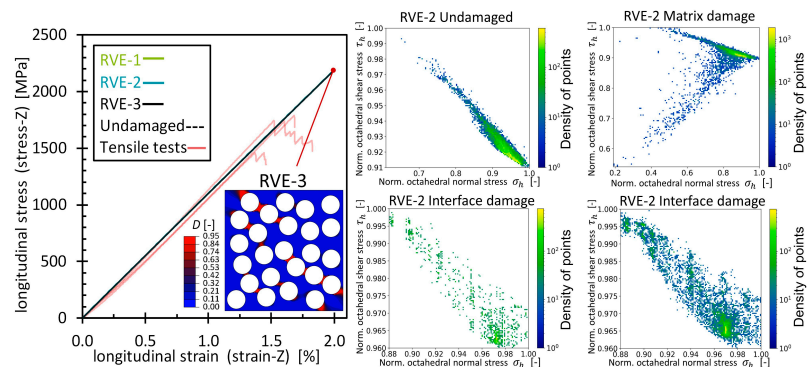 longitudinal stress (stress-Z) [MPa]
2500
2000
1500
1000
500
0
RVE-1
RVE-2
RVE-3
Undamaged
Tensile tests
RVE-3
D [-]
0.95
0.84
0.74
0.63
0.53
0.42
0.32
0.21
0.11
0.00
0.0 0.5 1.0 1.5 2.0
longitudinal strain (strain-Z) [%]
RVE-2 Undamaged
Norm. octahedral shear stress τh [-]
1.00
0.99
0.98
0.97
0.96
0.95
0.94
0.93
0.92
0.91
0.7 0.8 0.9 1.0
Norm. octahedral normal stress σh [-]
10²
10¹
10⁰
Density of points
RVE-2 Matrix damage
Norm. octahedral shear stress τh [-]
1.0
0.9
0.8
0.7
0.6
0.2 0.4 0.6 0.8 1.0
Norm. octahedral normal stress σh [-]
10³
10²
10¹
10⁰
Density of points
RVE-2 Interface damage
Norm. octahedral shear stress τh [-]
1.000
0.995
0.990
0.985
0.980
0.975
0.970
0.965
0.960
0.88 0.90 0.92 0.94 0.96 0.98 1.00
Norm. octahedral normal stress σh [-]
10²
10¹
10⁰
Density of points
RVE-2 Interface damage
Norm. octahedral shear stress τh [-]
1.000
0.995
0.990
0.985
0.980
0.975
0.970
0.965
0.960
0.88 0.90 0.92 0.94 0.96 0.98 1.00
Norm. octahedral normal stress σh [-]
10²
10¹
10⁰
Density of points